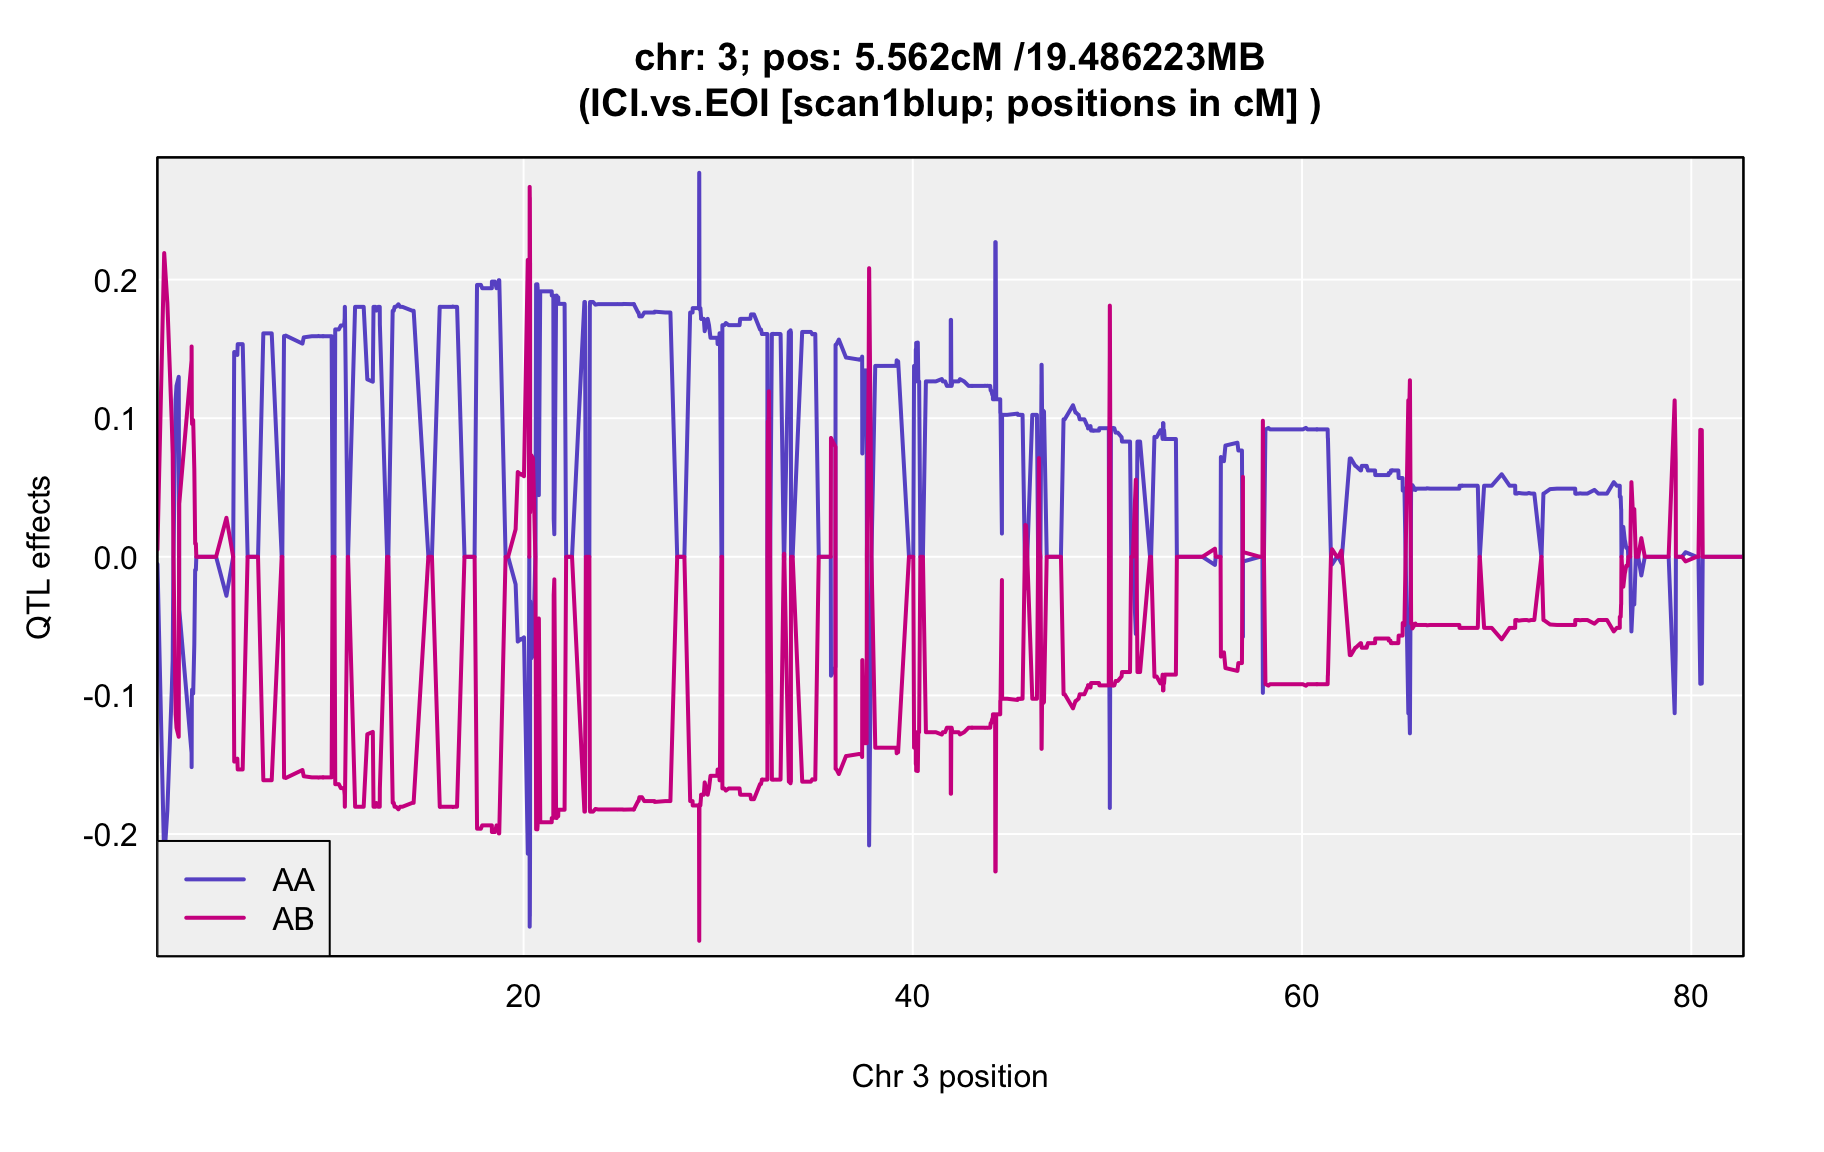 chr: 3; pos: 5.562cM /19.486223MB
(ICI.vs.EOI [scan1blup; positions in cM] )
QTL effects
0.2
0.1
0.0
-0.1
-0.2
AA
AB
20
40
60
80
Chr 3 position